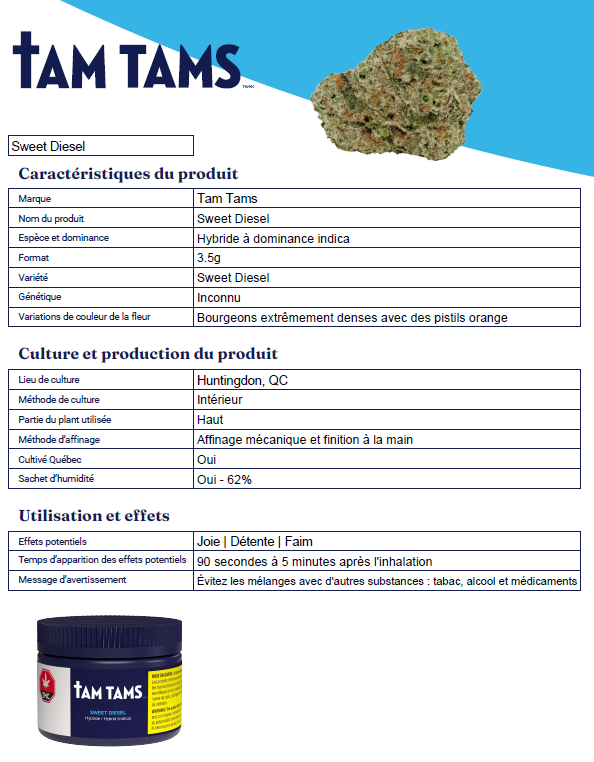 tAM TAMS
TM/MC
Sweet Diesel
Caractéristiques du produit
Marque Tam Tams
Nom du produit Sweet Diesel
Espèce et dominance Hybride à dominance indica
Format 3.5g
Variété Sweet Diesel
Génétique Inconnu
Variations de couleur de la fleur Bourgeons extrêmement denses avec des pistils orange
Culture et production du produit
Lieu de culture Huntingdon, QC
Méthode de culture Intérieur
Partie du plant utilisée Haut
Méthode d'affinage Affinage mécanique et finition à la main
Cultivé Québec Oui
Sachet d'humidité Oui - 62%
Utilisation et effets
Effets potentiels Joie | Détente | Faim
Temps d'apparition des effets potentiels 90 secondes à 5 minutes après l'inhalation
Message d'avertissement Évitez les mélanges avec d'autres substances : tabac, alcool et médicaments
THC
tAM TAMS
SWEET DIESEL
Hybride / Hybrid (Indica)